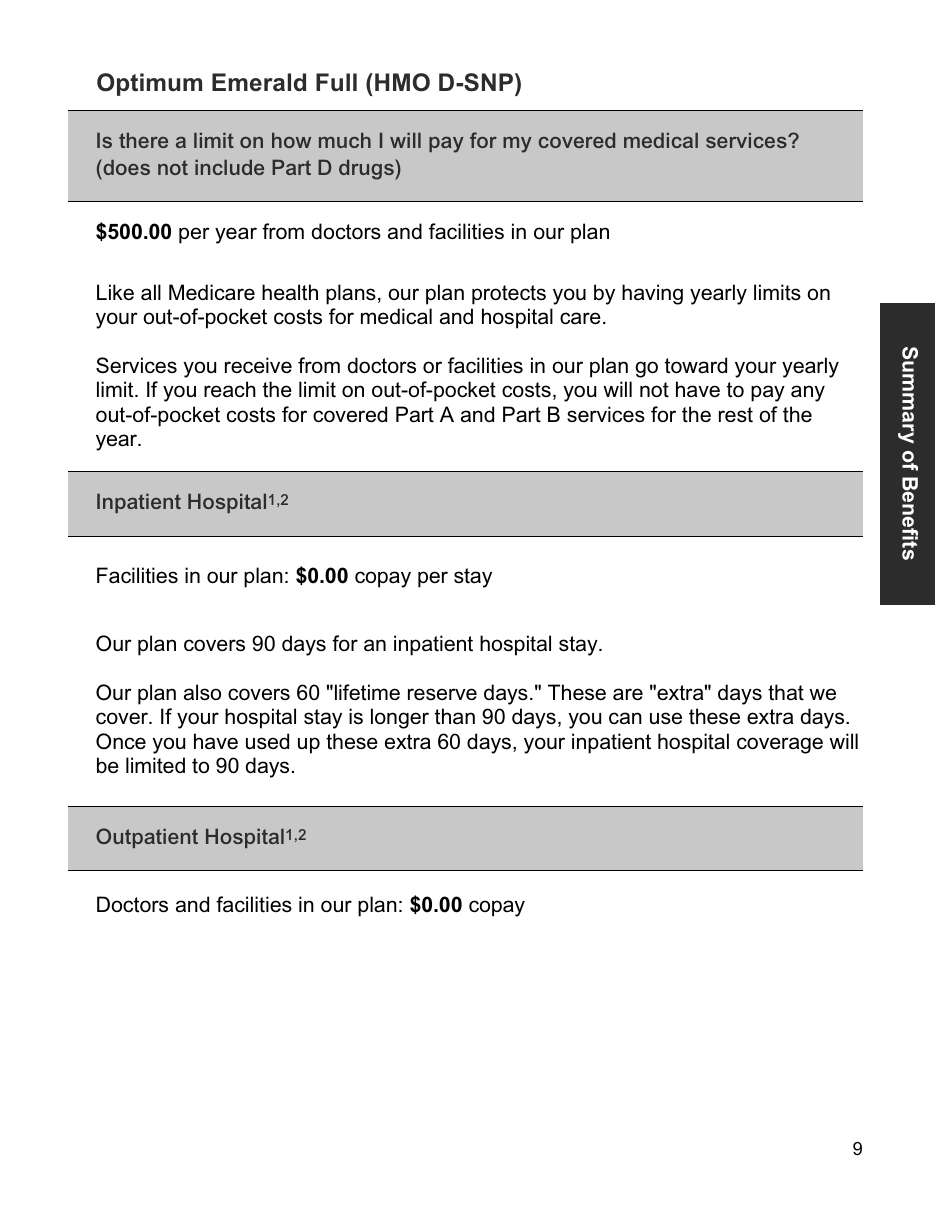 Optimum Emerald Full (HMO D-SNP)
Is there a limit on how much I will pay for my covered medical services?
(does not include Part D drugs)
$500.00 per year from doctors and facilities in our plan
Like all Medicare health plans, our plan protects you by having yearly limits on
your out-of-pocket costs for medical and hospital care.
Services you receive from doctors or facilities in our plan go toward your yearly
limit. If you reach the limit on out-of-pocket costs, you will not have to pay any
out-of-pocket costs for covered Part A and Part B services for the rest of the
year.
Inpatient Hospital1,2
Facilities in our plan: $0.00 copay per stay
Our plan covers 90 days for an inpatient hospital stay.
Our plan also covers 60 "lifetime reserve days." These are "extra" days that we
cover. If your hospital stay is longer than 90 days, you can use these extra days.
Once you have used up these extra 60 days, your inpatient hospital coverage will
be limited to 90 days.
Outpatient Hospital1,2
Doctors and facilities in our plan: $0.00 copay
Summary of Benefits
9